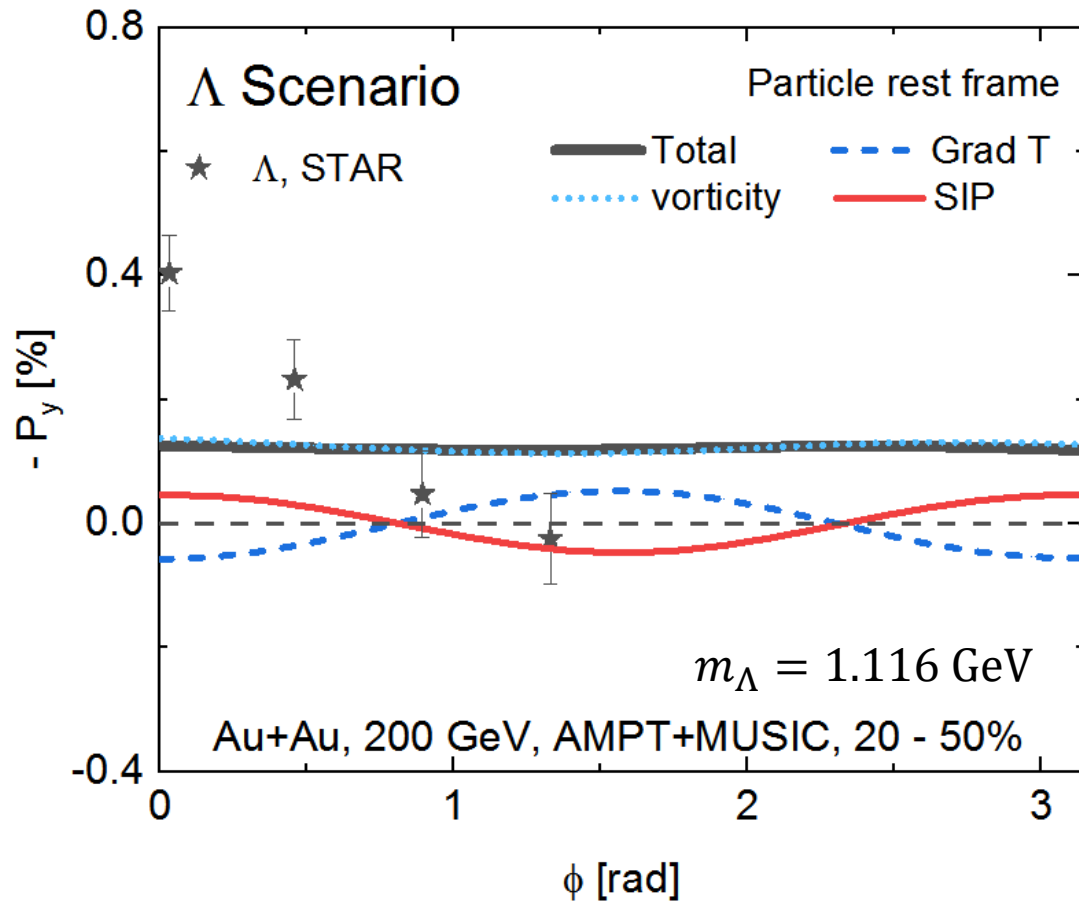 0.8
Λ Scenario
Particle rest frame
Λ, STAR
Total
Grad T
vorticity
SIP
0.4
- P_y [%]
0.0
m_Λ = 1.116 GeV
Au+Au, 200 GeV, AMPT+MUSIC, 20 - 50%
-0.4
0 1 2 3
ϕ [rad]